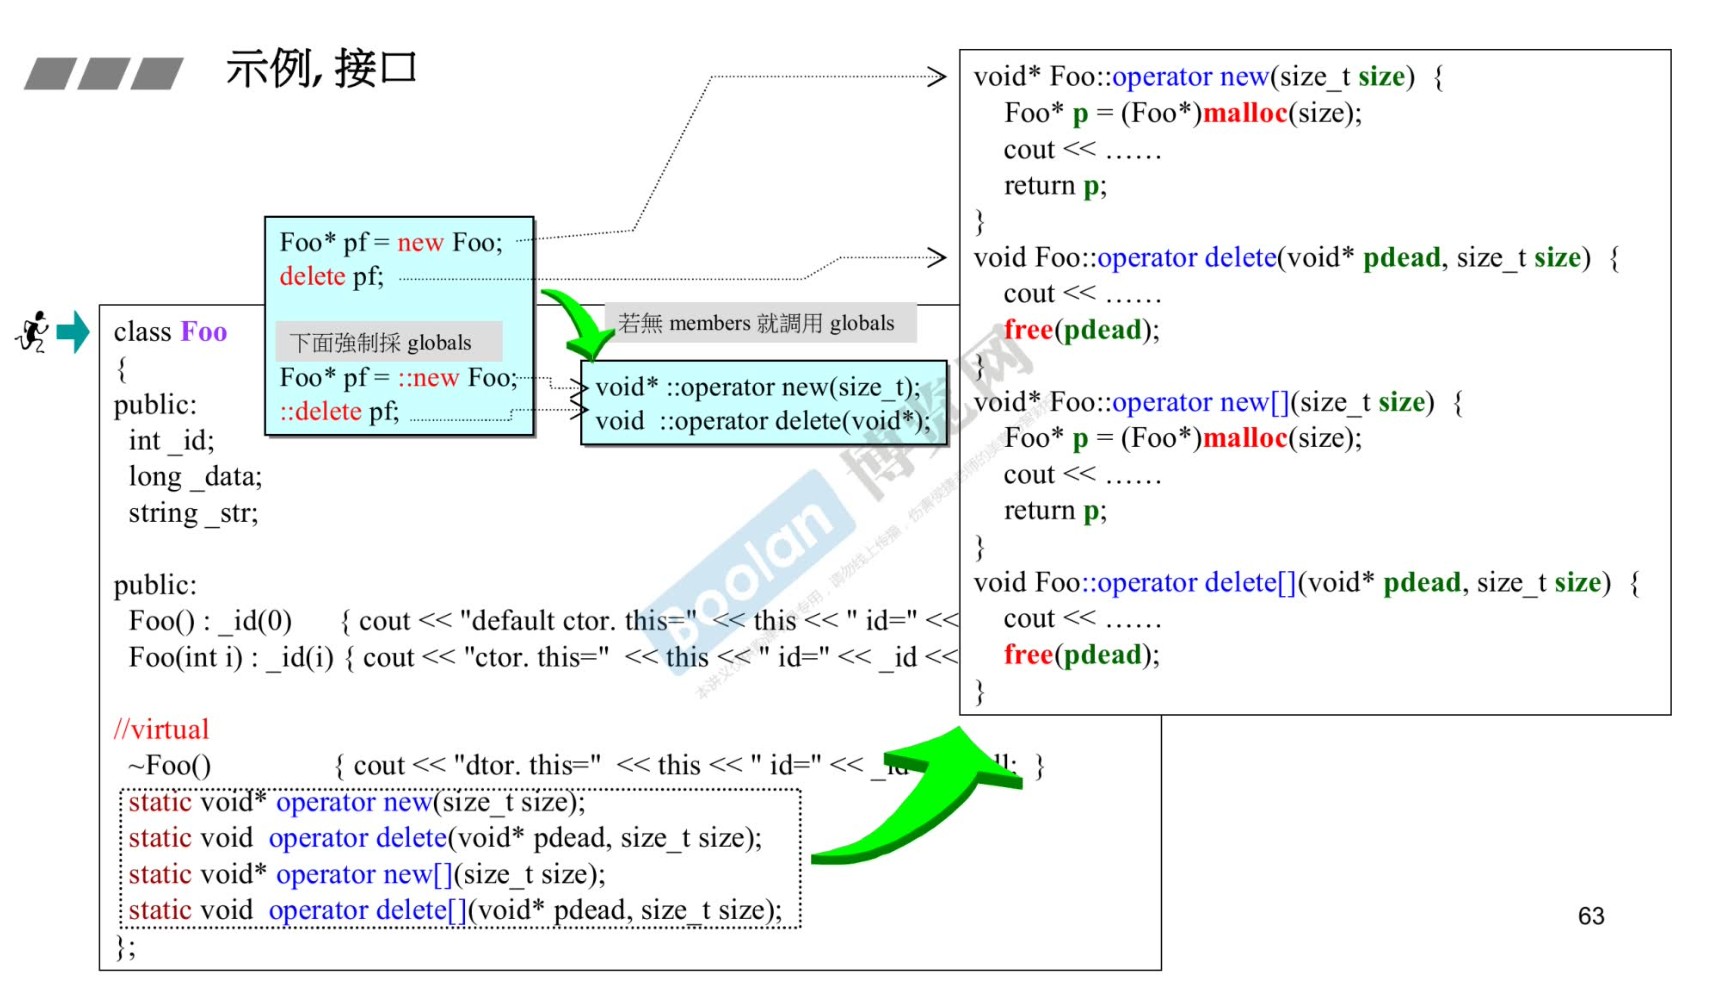 示例, 接口
Foo* pf = new Foo;
delete pf;
下面強制採 globals
Foo* pf = ::new Foo;
::delete pf;
若無 members 就調用 globals
void* ::operator new(size_t);
void ::operator delete(void*);
class Foo
{
public:
int _id;
long _data;
string _str;
public:
Foo() : _id(0) { cout << "default ctor. this=" << this << " id=" <<
Foo(int i) : _id(i) { cout << "ctor. this=" << this << " id=" << _id <<
//virtual
~Foo() { cout << "dtor. this=" << this << " id=" << _id }
static void* operator new(size_t size);
static void operator delete(void* pdead, size_t size);
static void* operator new[](size_t size);
static void operator delete[](void* pdead, size_t size);
};
void* Foo::operator new(size_t size) {
Foo* p = (Foo*)malloc(size);
cout << ……
return p;
}
void Foo::operator delete(void* pdead, size_t size) {
cout << ……
free(pdead);
}
void* Foo::operator new[](size_t size) {
Foo* p = (Foo*)malloc(size);
cout << ……
return p;
}
void Foo::operator delete[](void* pdead, size_t size) {
cout << ……
free(pdead);
}
Boolan 博览网
63